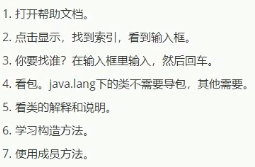 1. 打开帮助文档。
2. 点击显示，找到索引，看到输入框。
3. 你要找谁？在输入框里输入，然后回车。
4. 看包。java.lang下的类不需要导包，其他需要。
5. 看类的解释和说明。
6. 学习构造方法。
7. 使用成员方法。